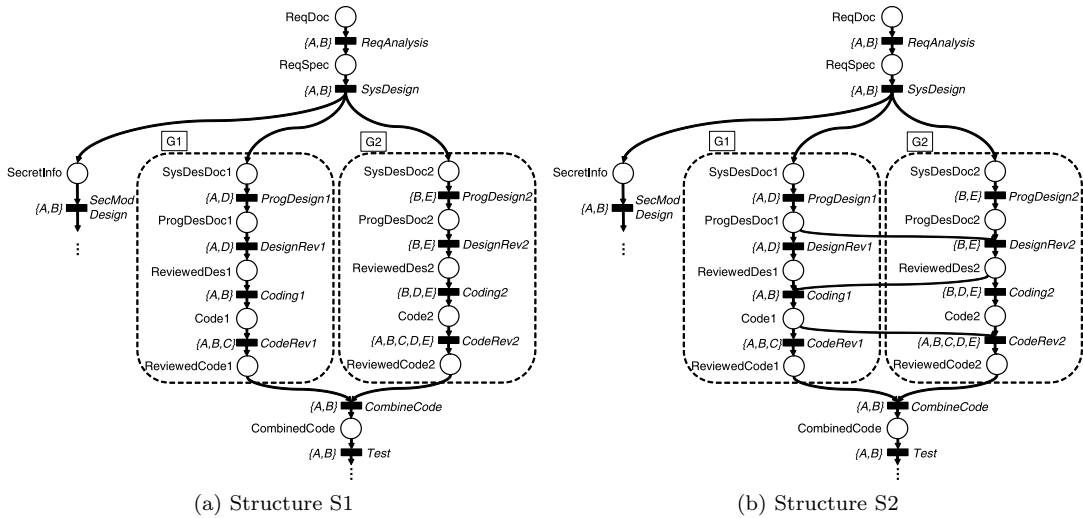 ReqDoc
{A,B} ReqAnalysis
ReqSpec
{A,B} SysDesign
G1 G2
SecretInfo SysDesDoc1 SysDesDoc2
{A,B} SecMod Design {A,D} ProgDesign1 {B,E} ProgDesign2
ProgDesDoc1 ProgDesDoc2
{A,D} DesignRev1 {B,E} DesignRev2
ReviewedDes1 ReviewedDes2
{A,B} Coding1 {B,D,E} Coding2
Code1 Code2
{A,B,C} CodeRev1 {A,B,C,D,E} CodeRev2
ReviewedCode1 ReviewedCode2
{A,B} CombineCode
CombinedCode
{A,B} Test
(a) Structure S1
ReqDoc
{A,B} ReqAnalysis
ReqSpec
{A,B} SysDesign
G1 G2
SecretInfo SysDesDoc1 SysDesDoc2
{A,B} SecMod Design {A,D} ProgDesign1 {B,E} ProgDesign2
ProgDesDoc1 ProgDesDoc2
{A,D} DesignRev1 {B,E} DesignRev2
ReviewedDes1 ReviewedDes2
{A,B} Coding1 {B,D,E} Coding2
Code1 Code2
{A,B,C} CodeRev1 {A,B,C,D,E} CodeRev2
ReviewedCode1 ReviewedCode2
{A,B} CombineCode
CombinedCode
{A,B} Test
(b) Structure S2